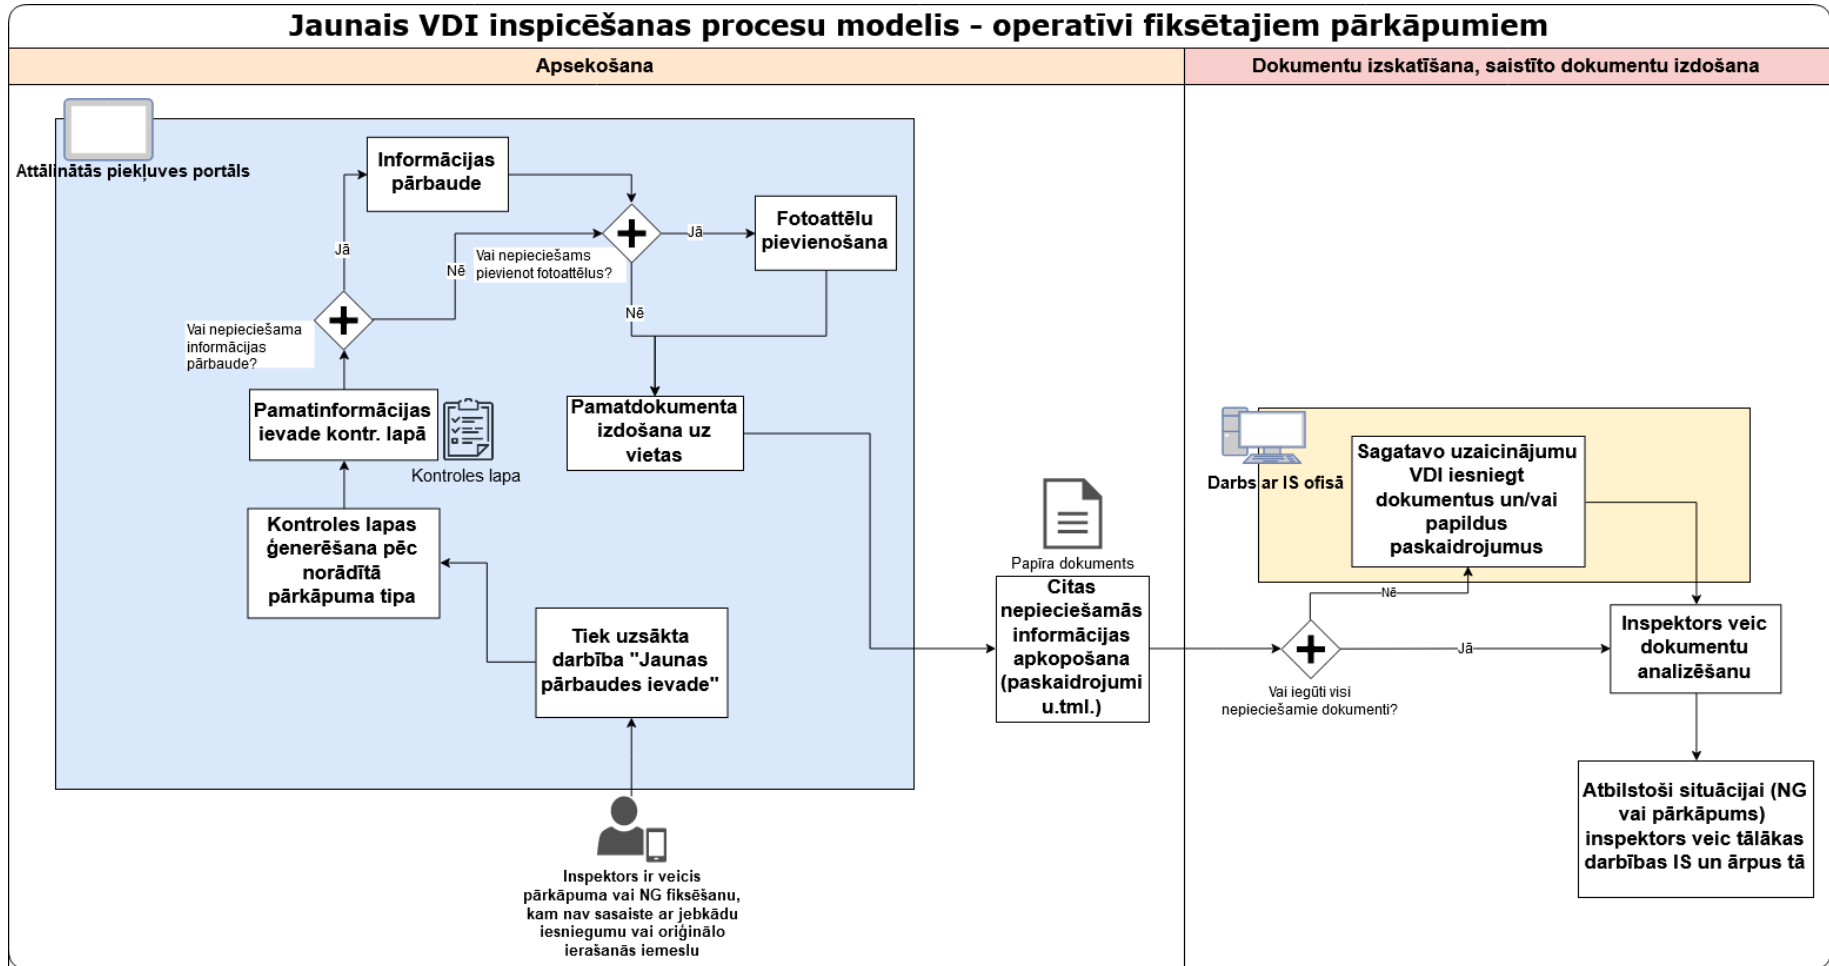 Jaunais VDI inspicēšanas procesu modelis - operatīvi fiksētajiem pārkāpumiem
Apsekošana
Dokumentu izskatīšana, saistīto dokumentu izdošana
Attālinātās piekļuves portāls
Informācijas
pārbaude
Fotoattēlu
pievienošana
Jā
Jā
Nē
Vai nepieciešams
pievienot fotoattēlus?
Nē
Vai nepieciešama
informācijas
pārbaude?
Pamatinformācijas
ievade kontr. lapā
Kontroles lapa
Pamatdokumenta
izdošana uz
vietas
Kontroles lapas
ģenerēšana pēc
norādītā
pārkāpuma tipa
Tiek uzsākta
darbība "Jaunas
pārbaudes ievade"
Inspektors ir veicis
pārkāpuma vai NG fiksēšanu,
kam nav sasaiste ar jebkādu
iesniegumu vai oriģinālo
ierašanās iemeslu
Papīra dokuments
Citas
nepieciešamās
informācijas
apkopošana
(paskaidrojumi
u.tml.)
Darbs ar IS ofisā
Sagatavo uzaicinājumu
VDI iesniegt
dokumentus un/vai
papildus
paskaidrojumus
Nē
Jā
Vai iegūti visi
nepieciešamie dokumenti?
Inspektors veic
dokumentu
analizēšanu
Atbilstoši situācijai (NG
vai pārkāpums)
inspektors veic tālākas
darbības IS un ārpus tā